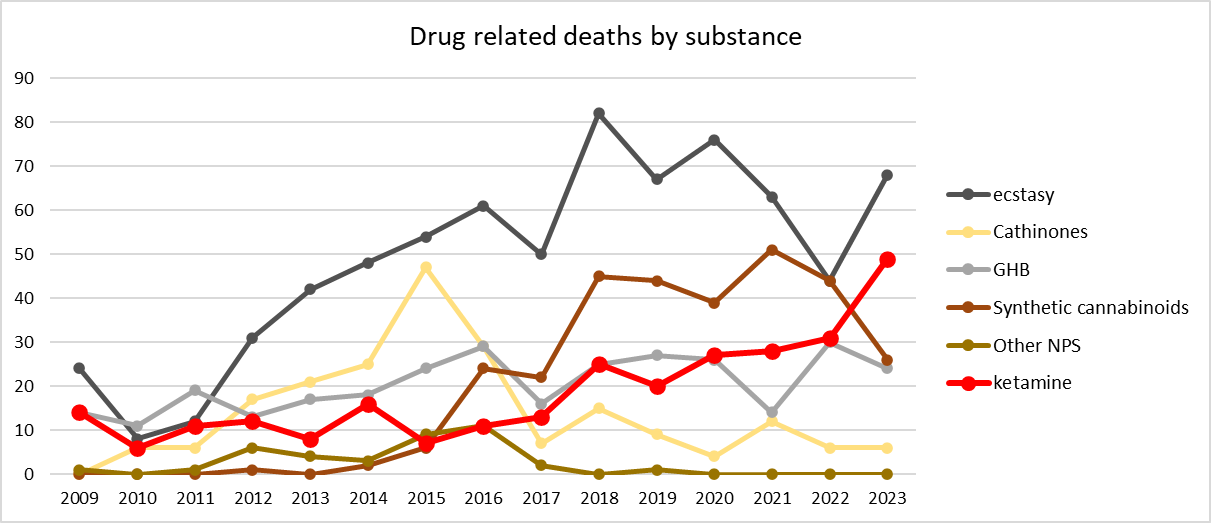 Drug related deaths by substance
90
80
70
60
50
40
30
20
10
0
2009 2010 2011 2012 2013 2014 2015 2016 2017 2018 2019 2020 2021 2022 2023
ecstasy
Cathinones
GHB
Synthetic cannabinoids
Other NPS
ketamine